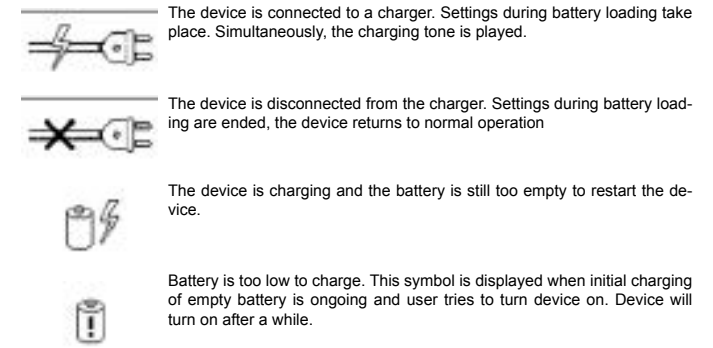 The device is connected to a charger. Settings during battery loading take
place. Simultaneously, the charging tone is played.
The device is disconnected from the charger. Settings during battery load-
ing are ended, the device returns to normal operation
The device is charging and the battery is still too empty to restart the de-
vice.
Battery is too low to charge. This symbol is displayed when initial charging
of empty battery is ongoing and user tries to turn device on. Device will
turn on after a while.